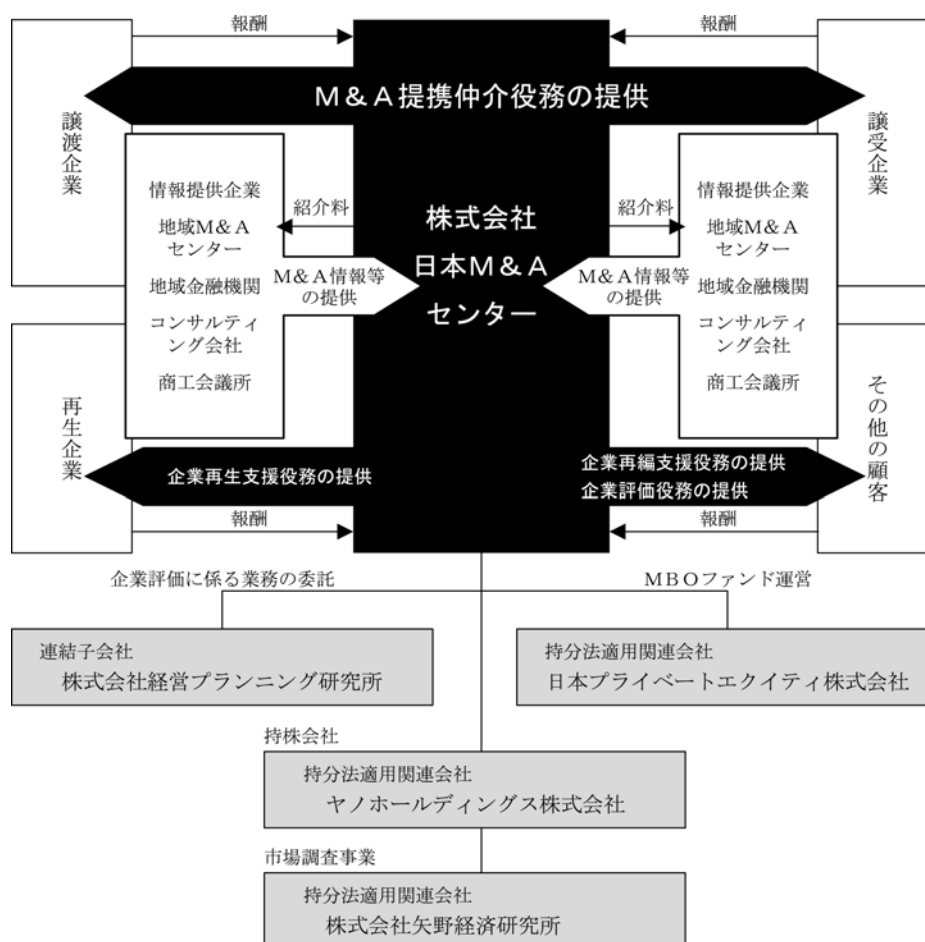 報酬
報酬
M&A提携仲介役務の提供
譲渡企業
譲受企業
情報提供企業
地域M&A
センター
地域金融機関
コンサルティ
ング会社
商工会議所
紹介料
M&A情報等
の提供
株式会社
日本M&A
センター
紹介料
M&A情報等
の提供
情報提供企業
地域M&A
センター
地域金融機関
コンサルティ
ング会社
商工会議所
再生企業
その他の顧客
企業再生支援役務の提供
企業再編支援役務の提供
企業評価役務の提供
報酬
報酬
企業評価に係る業務の委託
MBOファンド運営
連結子会社
株式会社経営プランニング研究所
持分法適用関連会社
日本プライベートエクイティ株式会社
持株会社
持分法適用関連会社
ヤノホールディングス株式会社
市場調査事業
持分法適用関連会社
株式会社矢野経済研究所